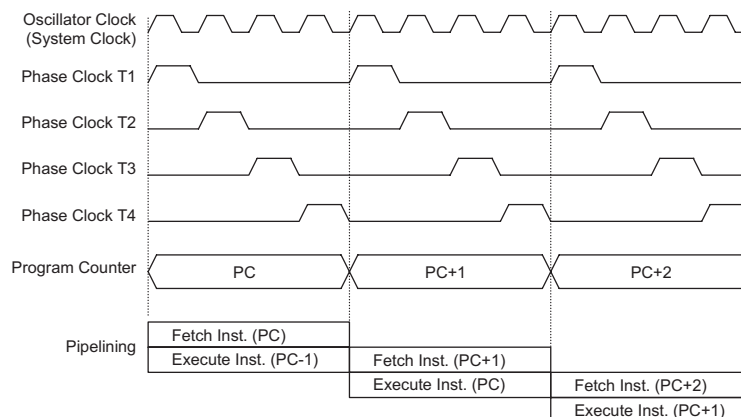 Oscillator Clock
(System Clock)
Phase Clock T1
Phase Clock T2
Phase Clock T3
Phase Clock T4
Program Counter
PC
PC+1
PC+2
Pipelining
Fetch Inst. (PC)
Execute Inst. (PC-1)
Fetch Inst. (PC+1)
Execute Inst. (PC)
Fetch Inst. (PC+2)
Execute Inst. (PC+1)